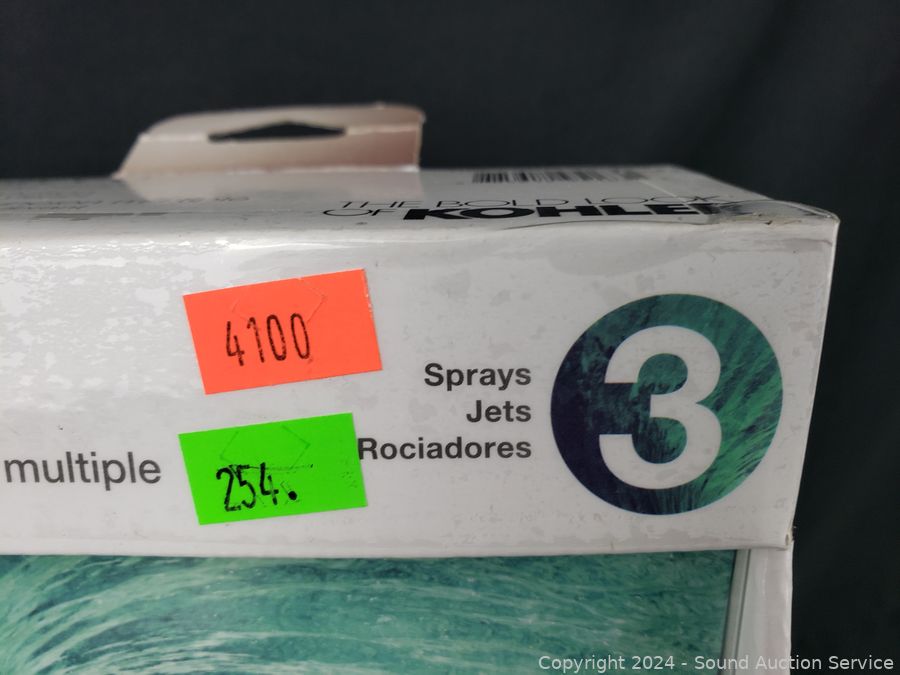 THE BOLD LOOK
OF KOHLER
4100
Sprays
Jets
Rociadores
3
multiple
254.
Copyright 2024 - Sound Auction Service